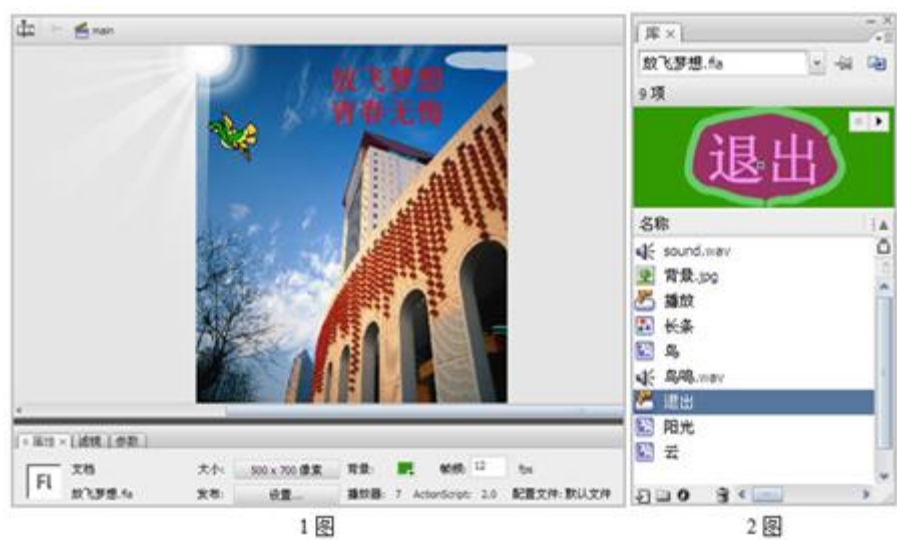 main
放飞梦想
青春无悔
属性 × 滤镜 参数
文档
大小: 500 x 700 像素 背景: 帧频: 12 fps
Fl
放飞梦想.fla
发布: 设置... 播放器: 7 ActionScript: 2.0 配置文件: 默认文件
1图
库 ×
放飞梦想.fla
9 项
退出
名称
sound.wav
背景.jpg
播放
长条
鸟
鸟鸣.wav
退出
阳光
云
2图